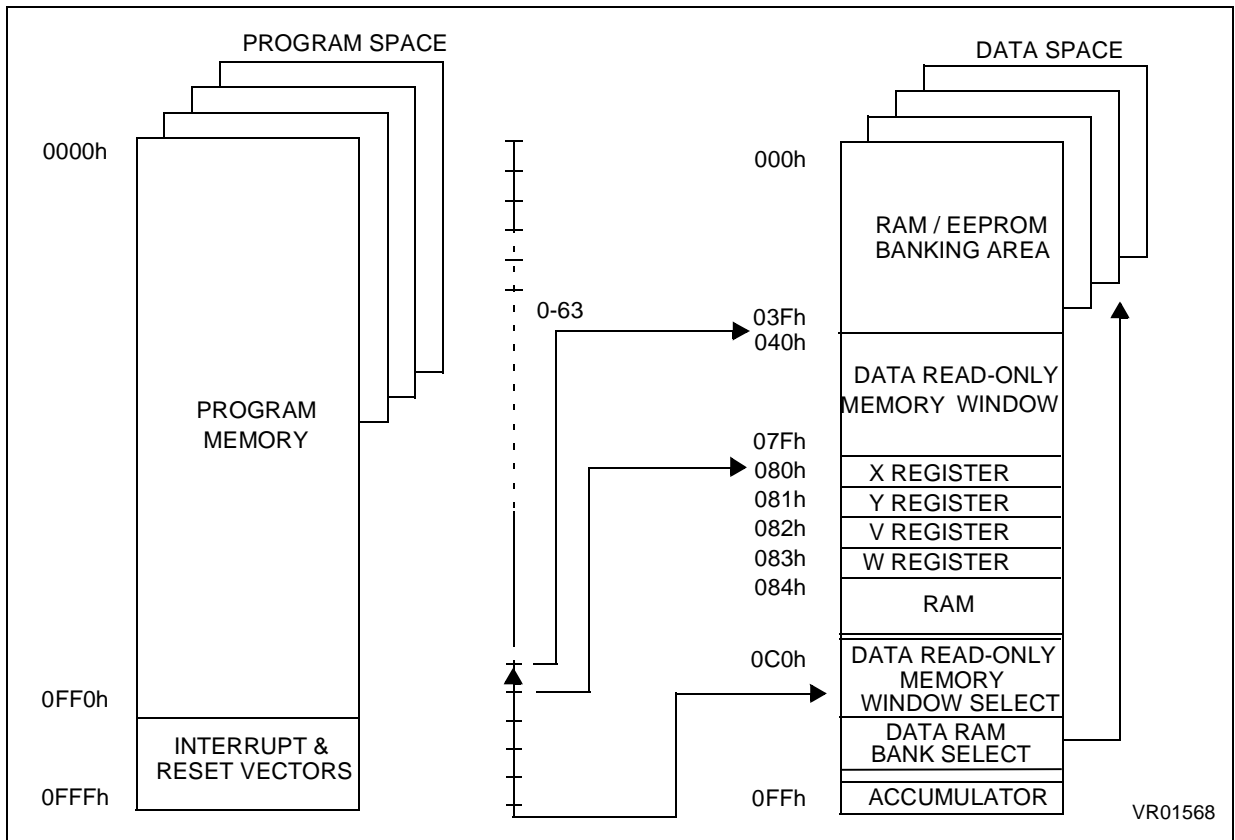 PROGRAM SPACE
0000h
PROGRAM
MEMORY
0FF0h
INTERRUPT &
RESET VECTORS
0FFFh
0-63
DATA SPACE
000h
RAM / EEPROM
BANKING AREA
03Fh
040h
DATA READ-ONLY
MEMORY WINDOW
07Fh
080h
X REGISTER
081h
Y REGISTER
082h
V REGISTER
083h
W REGISTER
084h
RAM
0C0h
DATA READ-ONLY
MEMORY
WINDOW SELECT
DATA RAM
BANK SELECT
0FFh
ACCUMULATOR
VR01568